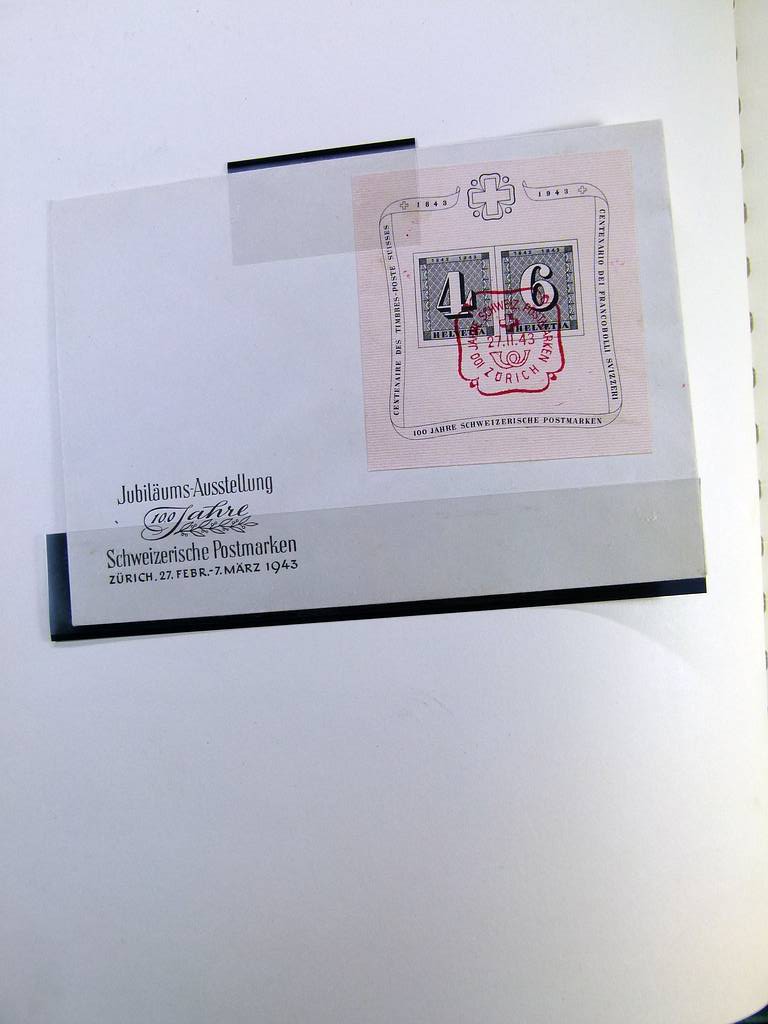 1843
1943
CENTENAIRE DES TIMBRES-POSTE SUISSES
CENTENARIO DEI FRANCOBOLLI SVIZZERI
1843 1943
1843 1943
4
6
HELVETIA
HELVETIA
100 JAHRE SCHWEIZ. POSTMARKEN
27.II.43
ZÜRICH
100 JAHRE SCHWEIZERISCHE POSTMARKEN
Jubiläums-Ausstellung
100 Jahre
Schweizerische Postmarken
ZÜRICH. 27. FEBR.-7. MÄRZ 1943